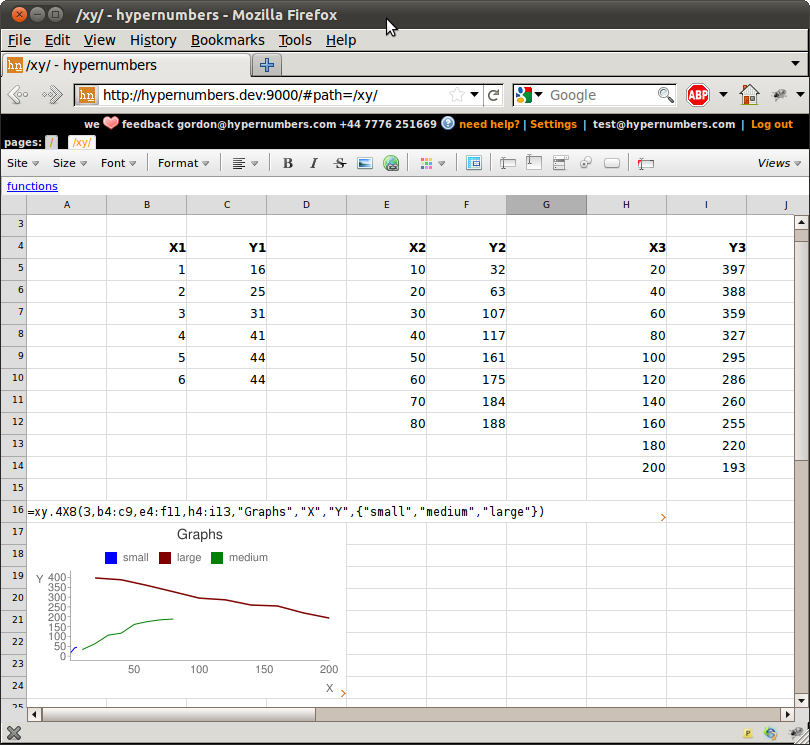 /xy/ - hypernumbers - Mozilla Firefox
File Edit View History Bookmarks Tools Help
hn /xy/ - hypernumbers
hn http://hypernumbers.dev:9000/#path=/xy/ Google ABP
we feedback gordon@hypernumbers.com +44 7776 251669 ? need help? | Settings | test@hypernumbers.com | Log out
pages: / /xy/
Site Size Font Format B I S Views
functions
A B C D E F G H I J
3
4 X1 Y1 X2 Y2 X3 Y3
5 1 16 10 32 20 397
6 2 25 20 63 40 388
7 3 31 30 107 60 359
8 4 41 40 117 80 327
9 5 44 50 161 100 295
10 6 44 60 175 120 286
11 70 184 140 260
12 80 188 160 255
13 180 220
14 200 193
15
16 =xy.4X8(3,b4:c9,e4:f11,h4:i13,"Graphs","X","Y",{"small","medium","large"})
17 Graphs
18 small large medium
19 Y 400
350
20 300
250
21 200
150
22 100
50
23 0
50 100 150 200
24 X
25
P